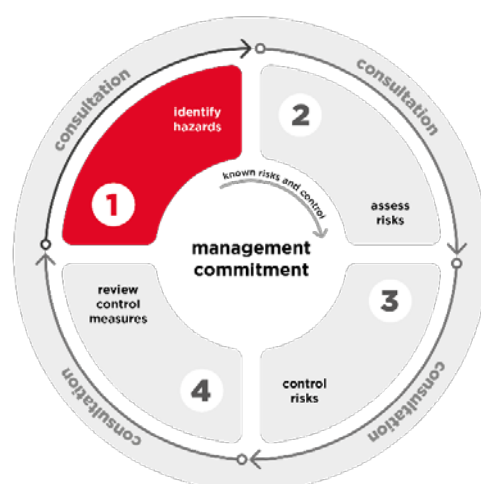 consultation
consultation
identify
hazards
1
2
assess
risks
known risks and control
management
commitment
3
control
risks
4
review
control
measures
consultation
consultation